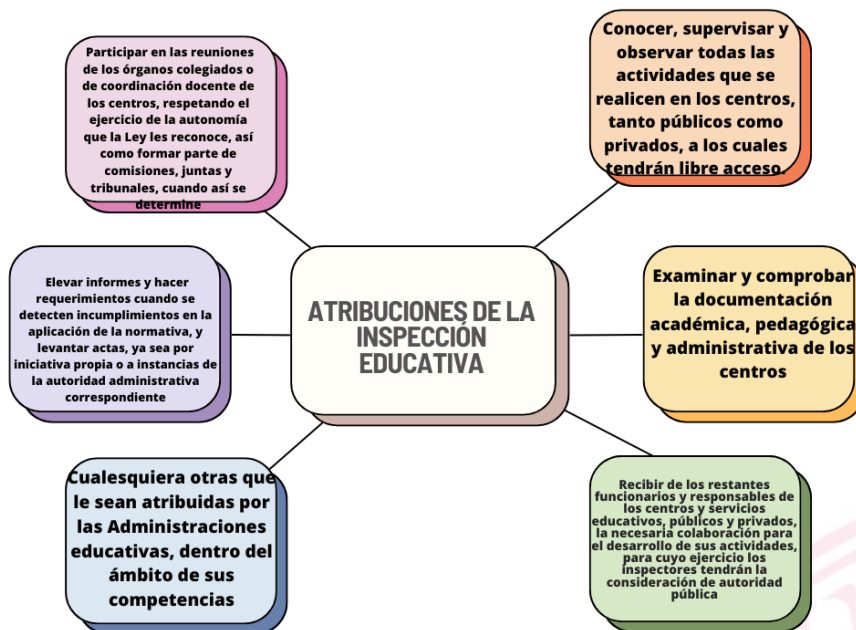 Participar en las reuniones
de los órganos colegiados o
de coordinación docente de
los centros, respetando el
ejercicio de la autonomía
que la Ley les reconoce, así
como formar parte de
comisiones, juntas y
tribunales, cuando así se
determine
Conocer, supervisar y
observar todas las
actividades que se
realicen en los centros,
tanto públicos como
privados, a los cuales
tendrán libre acceso.
Elevar informes y hacer
requerimientos cuando se
detecten incumplimientos en la
aplicación de la normativa, y
levantar actas, ya sea por
iniciativa propia o a instancias de
la autoridad administrativa
correspondiente
ATRIBUCIONES DE LA
INSPECCIÓN
EDUCATIVA
Examinar y comprobar
la documentación
académica, pedagógica
y administrativa de los
centros
Cualesquiera otras que
le sean atribuidas por
las Administraciones
educativas, dentro del
ámbito de sus
competencias
Recibir de los restantes
funcionarios y responsables de
los centros y servicios
educativos, públicos y privados,
la necesaria colaboración para
el desarrollo de sus actividades,
para cuyo ejercicio los
inspectores tendrán la
consideración de autoridad
pública